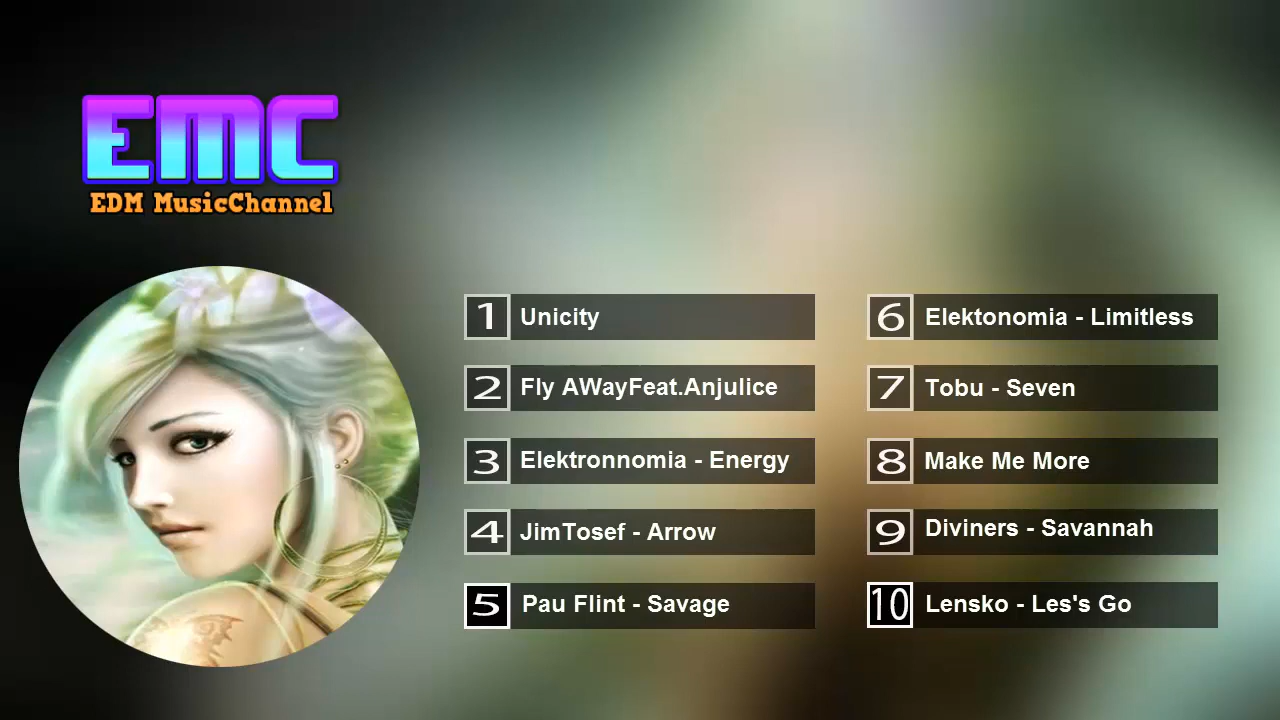 EMC
EDM MusicChannel
1 Unicity
2 Fly AWayFeat.Anjulice
3 Elektronnomia - Energy
4 JimTosef - Arrow
5 Pau Flint - Savage
6 Elektonomia - Limitless
7 Tobu - Seven
8 Make Me More
9 Diviners - Savannah
10 Lensko - Les's Go